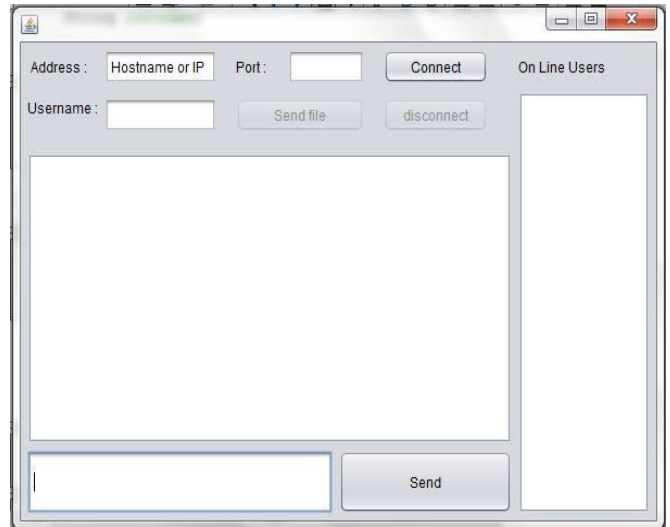 Address :
Hostname or IP
Port :
Connect
On Line Users
Username :
Send file
disconnect
Send